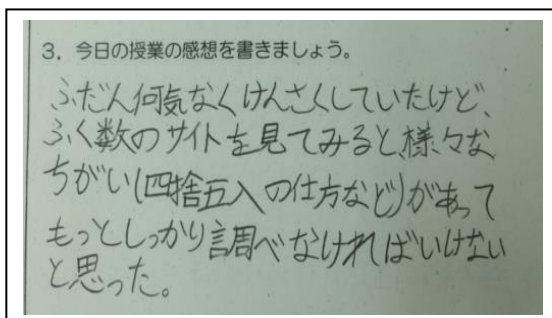 3．今日の授業の感想を書きましょう。
ふだん何気なくけんさくしていたけど、
ふく数のサイトを見てみると、様々な
ちがい(四捨五入の仕方など)があって
もっとしっかり調べなければいけない
と思った。